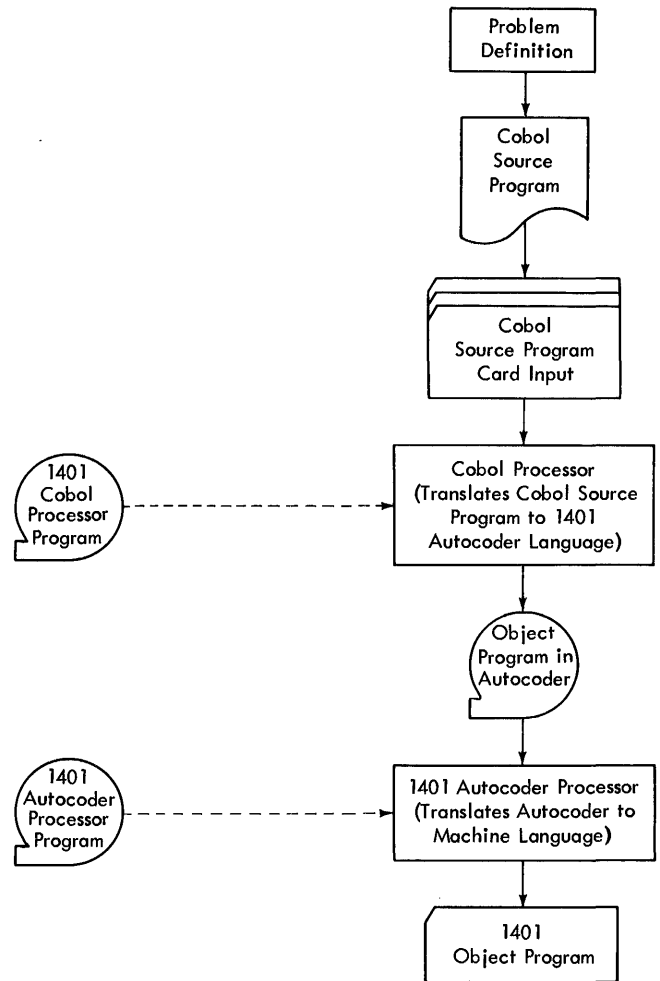 Problem
Definition
Cobol
Source
Program
Cobol
Source Program
Card Input
1401
Cobol
Processor
Program
Cobol Processor
(Translates Cobol Source
Program to 1401
Autocoder Language)
Object
Program in
Autocoder
1401
Autocoder
Processor
Program
1401 Autocoder Processor
(Translates Autocoder to
Machine Language)
1401
Object Program